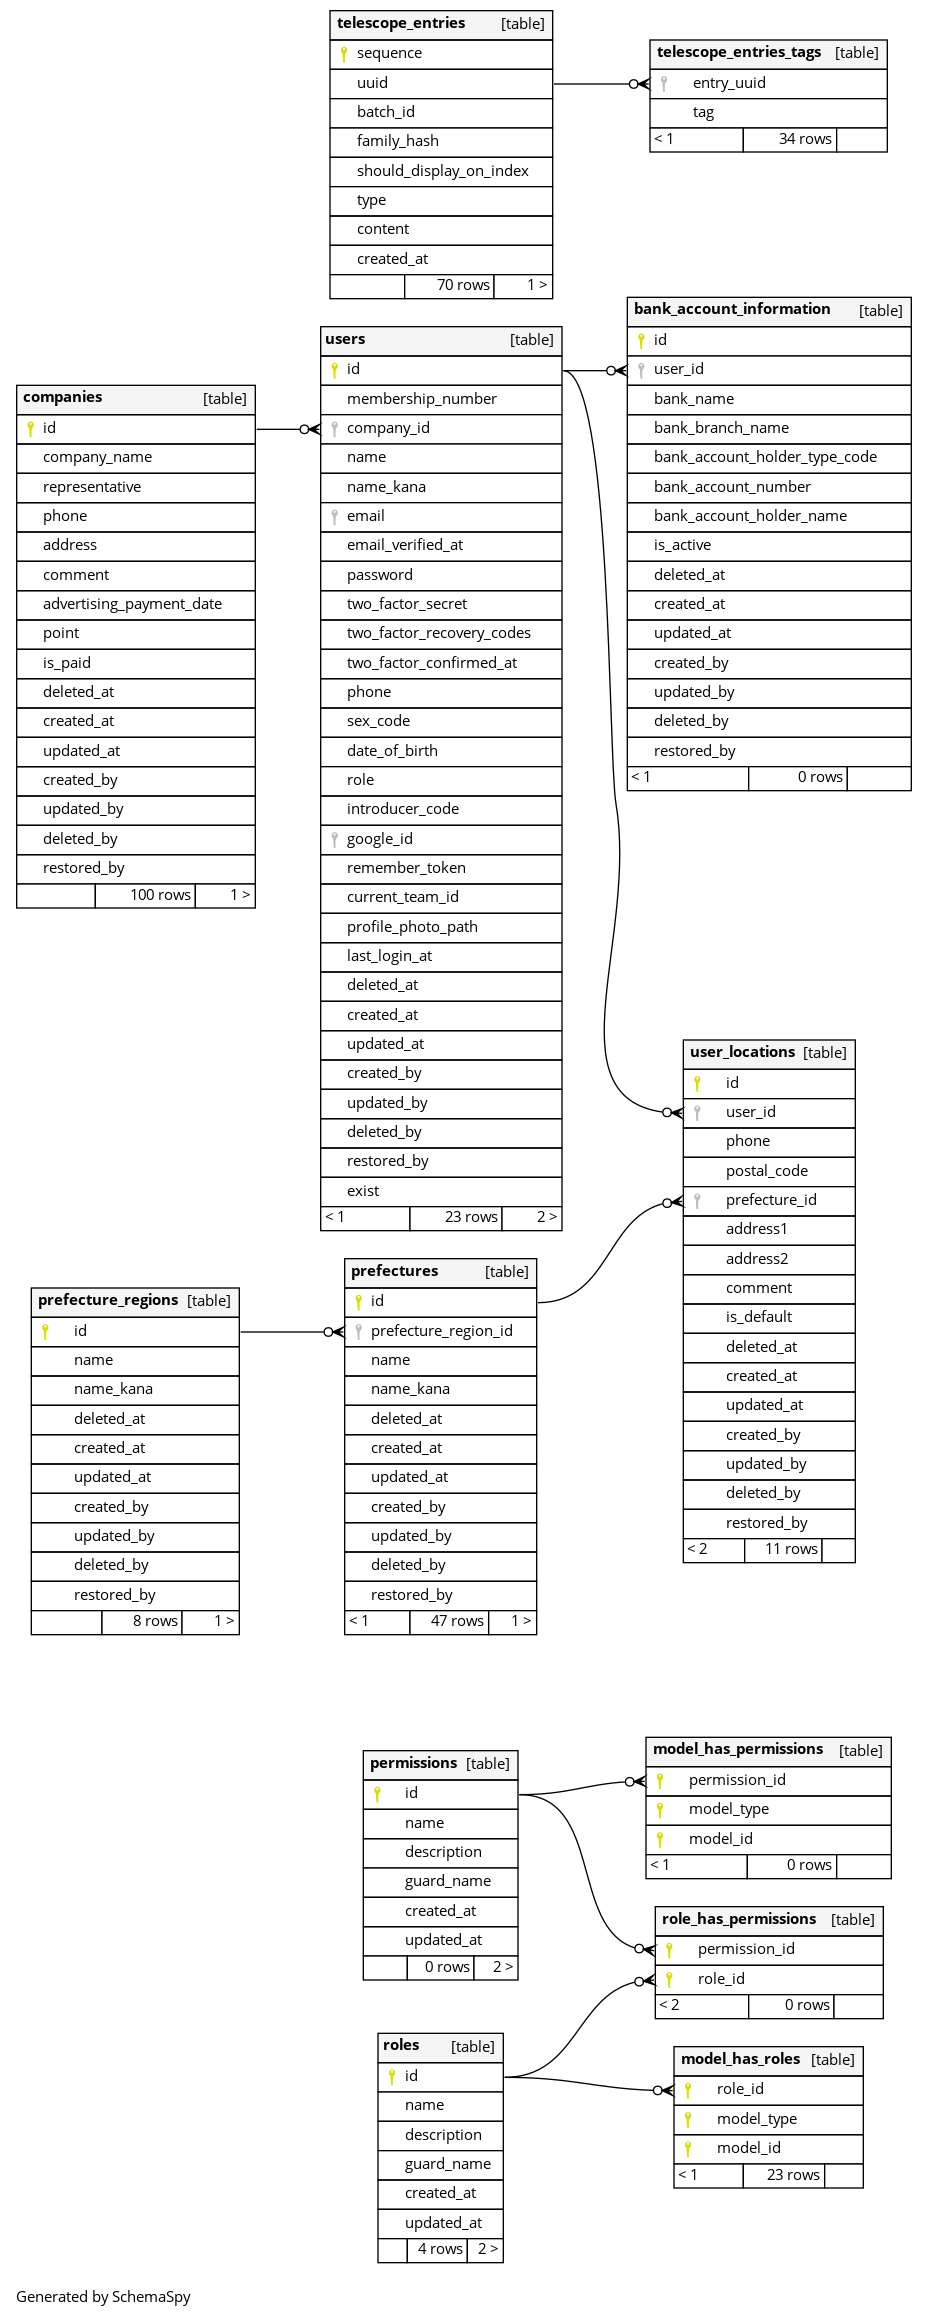 telescope_entries [table]
sequence
uuid
batch_id
family_hash
should_display_on_index
type
content
created_at
70 rows 1 >
telescope_entries_tags [table]
entry_uuid
tag
< 1 34 rows
bank_account_information [table]
id
user_id
bank_name
bank_branch_name
bank_account_holder_type_code
bank_account_number
bank_account_holder_name
is_active
deleted_at
created_at
updated_at
created_by
updated_by
deleted_by
restored_by
< 1 0 rows
users [table]
id
membership_number
company_id
name
name_kana
email
email_verified_at
password
two_factor_secret
two_factor_recovery_codes
two_factor_confirmed_at
phone
sex_code
date_of_birth
role
introducer_code
google_id
remember_token
current_team_id
profile_photo_path
last_login_at
deleted_at
created_at
updated_at
created_by
updated_by
deleted_by
restored_by
exist
< 1 23 rows 2 >
companies [table]
id
company_name
representative
phone
address
comment
advertising_payment_date
point
is_paid
deleted_at
created_at
updated_at
created_by
updated_by
deleted_by
restored_by
100 rows 1 >
user_locations [table]
id
user_id
phone
postal_code
prefecture_id
address1
address2
comment
is_default
deleted_at
created_at
updated_at
created_by
updated_by
deleted_by
restored_by
< 2 11 rows
prefectures [table]
id
prefecture_region_id
name
name_kana
deleted_at
created_at
updated_at
created_by
updated_by
deleted_by
restored_by
< 1 47 rows 1 >
prefecture_regions [table]
id
name
name_kana
deleted_at
created_at
updated_at
created_by
updated_by
deleted_by
restored_by
8 rows 1 >
permissions [table]
id
name
description
guard_name
created_at
updated_at
0 rows 2 >
model_has_permissions [table]
permission_id
model_type
model_id
< 1 0 rows
role_has_permissions [table]
permission_id
role_id
< 2 0 rows
roles [table]
id
name
description
guard_name
created_at
updated_at
4 rows 2 >
model_has_roles [table]
role_id
model_type
model_id
< 1 23 rows
Generated by SchemaSpy